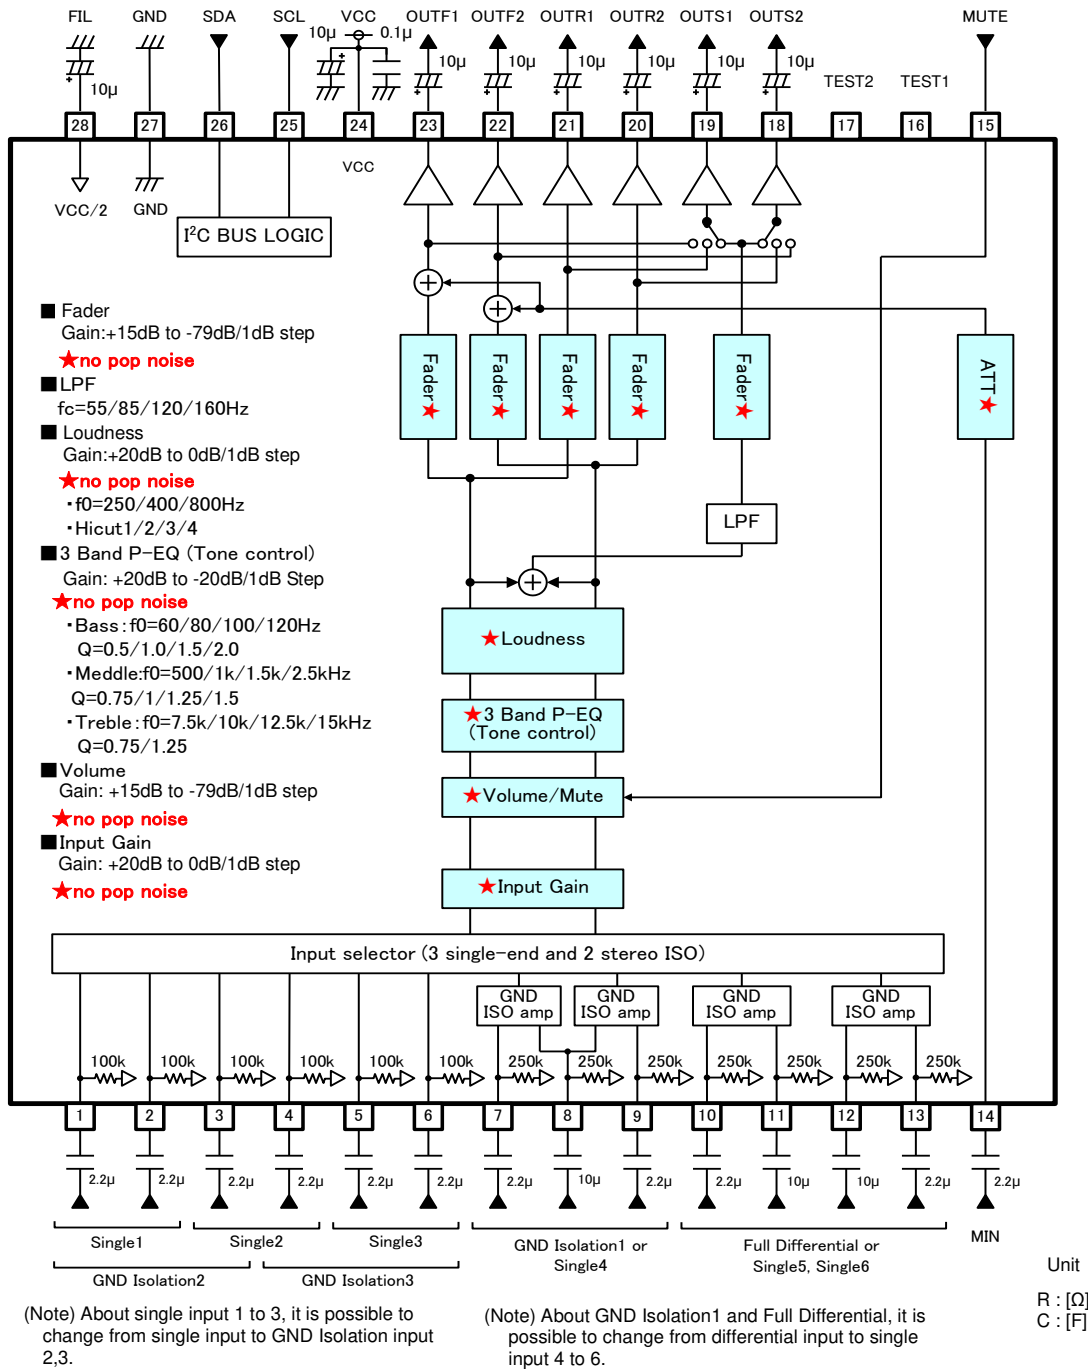 FIL GND SDA SCL VCC OUTF1 OUTF2 OUTR1 OUTR2 OUTS1 OUTS2 MUTE
10μ 0.1μ
10μ 10μ 10μ 10μ 10μ 10μ 10μ
TEST2 TEST1
28 27 26 25 24 23 22 21 20 19 18 17 16 15
VCC
VCC/2 GND
I²C BUS LOGIC
■ Fader
Gain:+15dB to -79dB/1dB step
★no pop noise
■LPF
fc=55/85/120/160Hz
■ Loudness
Gain:+20dB to 0dB/1dB step
★no pop noise
・f0=250/400/800Hz
・Hicut1/2/3/4
■3 Band P-EQ (Tone control)
Gain: +20dB to -20dB/1dB Step
★no pop noise
・Bass:f0=60/80/100/120Hz
Q=0.5/1.0/1.5/2.0
・Meddle:f0=500/1k/1.5k/2.5kHz
Q=0.75/1/1.25/1.5
・Treble:f0=7.5k/10k/12.5k/15kHz
Q=0.75/1.25
■Volume
Gain: +15dB to -79dB/1dB step
★no pop noise
■Input Gain
Gain: +20dB to 0dB/1dB step
★no pop noise
Fader★ Fader★ Fader★ Fader★ Fader★ ATT★
LPF
★Loudness
★3 Band P-EQ
(Tone control)
★Volume/Mute
★Input Gain
Input selector (3 single-end and 2 stereo ISO)
GND
ISO amp
GND
ISO amp
GND
ISO amp
GND
ISO amp
100k 100k 100k 100k 100k 100k 250k 250k 250k 250k 250k 250k 250k
1 2 3 4 5 6 7 8 9 10 11 12 13 14
2.2μ 2.2μ 2.2μ 2.2μ 2.2μ 2.2μ 2.2μ 10μ 2.2μ 2.2μ 10μ 10μ 2.2μ 2.2μ
Single1 Single2 Single3
GND Isolation1 or
Single4
Full Differential or
Single5, Single6
MIN
GND Isolation2 GND Isolation3
Unit
R : [Ω]
C : [F]
(Note) About single input 1 to 3, it is possible to
change from single input to GND Isolation input
2,3.
(Note) About GND Isolation1 and Full Differential, it is
possible to change from differential input to single
input 4 to 6.